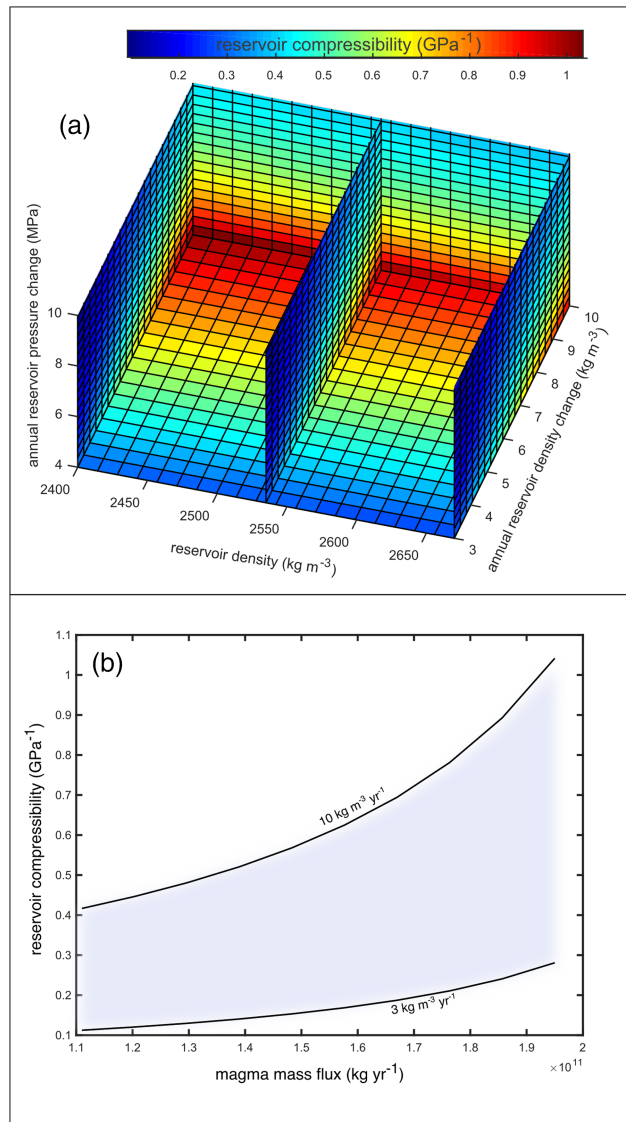 reservoir compressibility (GPa⁻¹)
0.2 0.3 0.4 0.5 0.6 0.7 0.8 0.9 1
(a)
annual reservoir pressure change (MPa)
10
8
6
4
2400 2450 2500 2550 2600 2650
reservoir density (kg m⁻³)
3 4 5 6 7 8 9 10
annual reservoir density change (kg m⁻³)
(b)
reservoir compressibility (GPa⁻¹)
1.1
1
0.9
0.8
0.7
0.6
0.5
0.4
0.3
0.2
0.1
10 kg m⁻³ yr⁻¹
3 kg m⁻³ yr⁻¹
1.1 1.2 1.3 1.4 1.5 1.6 1.7 1.8 1.9 2
× 10¹¹
magma mass flux (kg yr⁻¹)